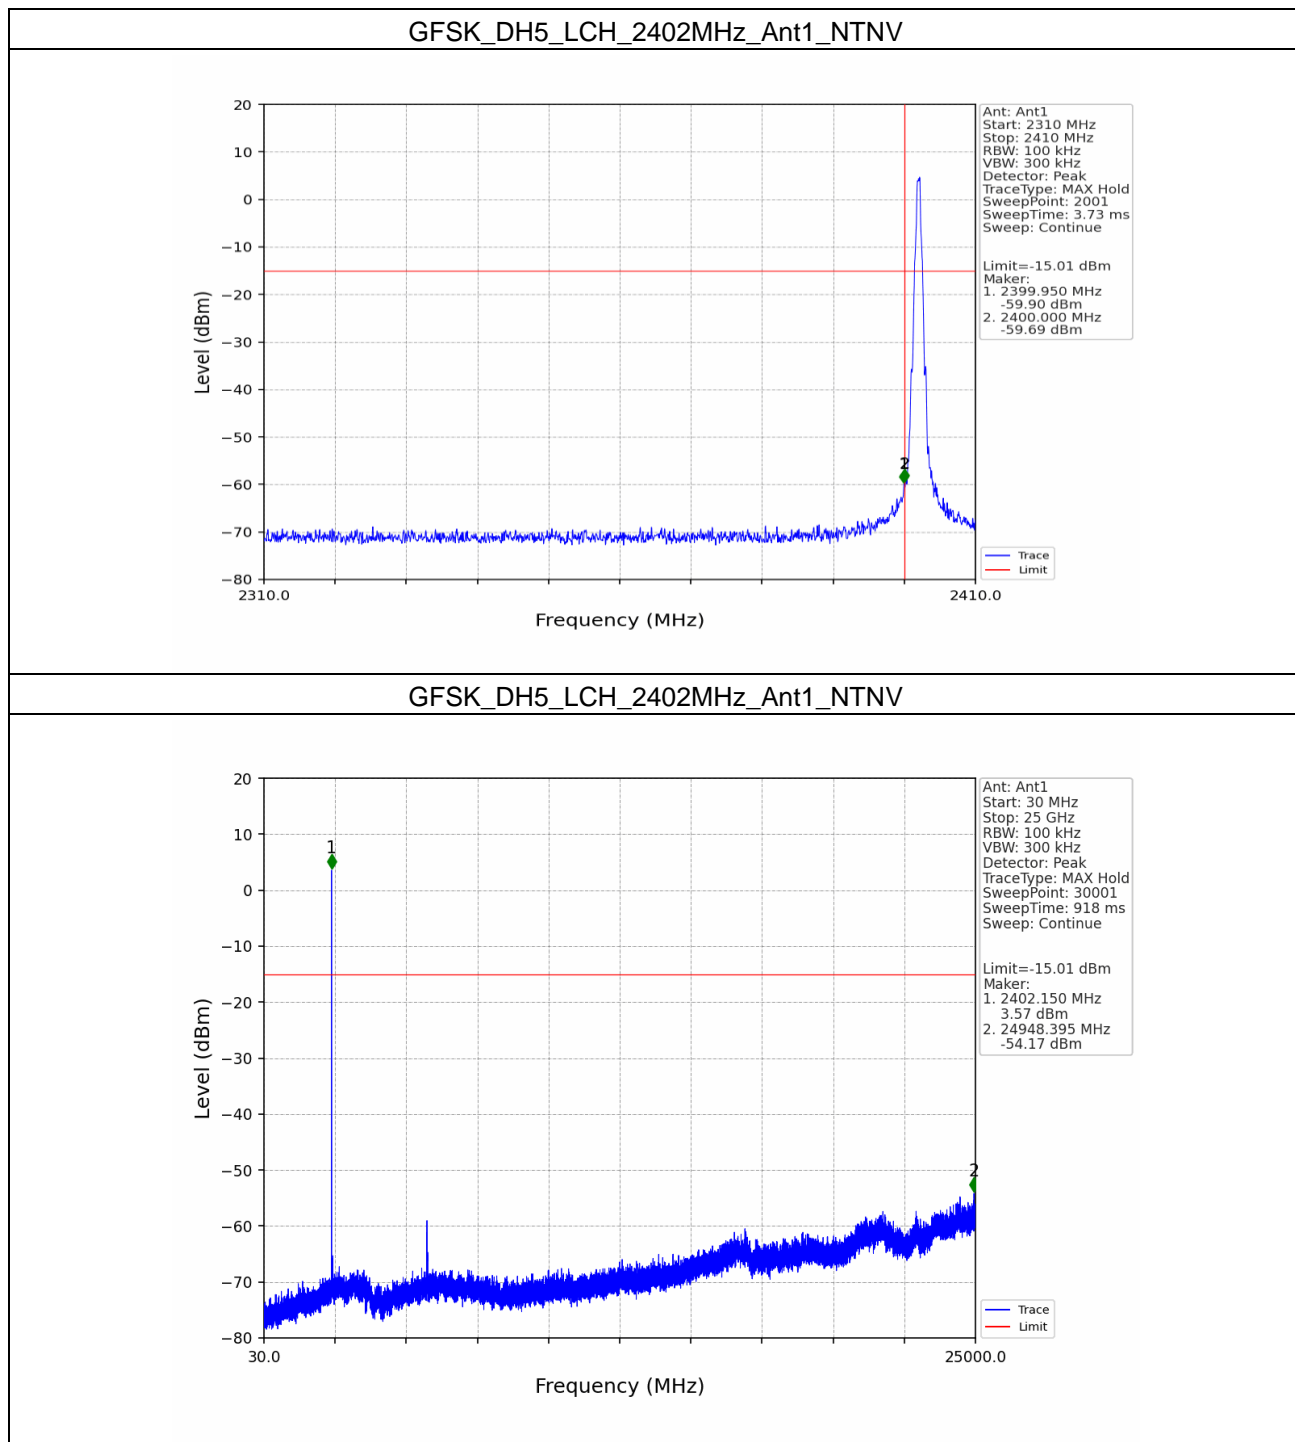 GFSK_DH5_LCH_2402MHz_Ant1_NTNV
20
10
0
−10
−20
−30
−40
−50
−60
−70
−80
Level (dBm)
2310.0
2410.0
Frequency (MHz)
2
Ant: Ant1
Start: 2310 MHz
Stop: 2410 MHz
RBW: 100 kHz
VBW: 300 kHz
Detector: Peak
TraceType: MAX Hold
SweepPoint: 2001
SweepTime: 3.73 ms
Sweep: Continue
Limit=-15.01 dBm
Maker:
1. 2399.950 MHz
-59.90 dBm
2. 2400.000 MHz
-59.69 dBm
Trace
Limit
GFSK_DH5_LCH_2402MHz_Ant1_NTNV
20
10
0
−10
−20
−30
−40
−50
−60
−70
−80
Level (dBm)
30.0
25000.0
Frequency (MHz)
1
2
Ant: Ant1
Start: 30 MHz
Stop: 25 GHz
RBW: 100 kHz
VBW: 300 kHz
Detector: Peak
TraceType: MAX Hold
SweepPoint: 30001
SweepTime: 918 ms
Sweep: Continue
Limit=-15.01 dBm
Maker:
1. 2402.150 MHz
3.57 dBm
2. 24948.395 MHz
-54.17 dBm
Trace
Limit